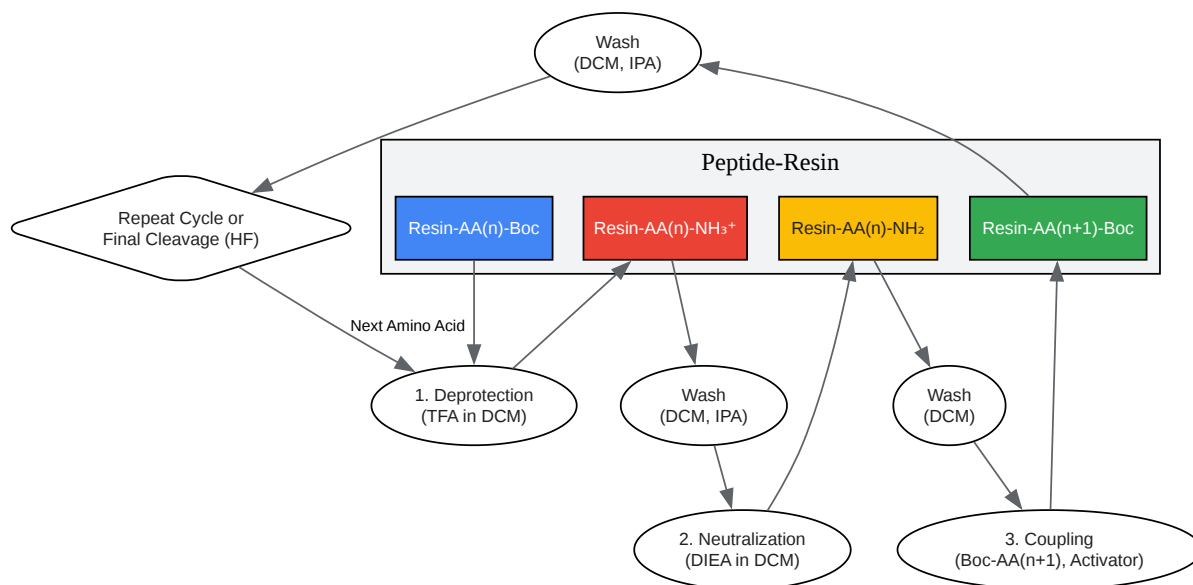 Wash
(DCM, IPA)
Peptide-Resin
Repeat Cycle or
Final Cleavage (HF)
Resin-AA(n)-Boc
Resin-AA(n)-NH₃⁺
Resin-AA(n)-NH₂
Resin-AA(n+1)-Boc
Next Amino Acid
1. Deprotection
(TFA in DCM)
Wash
(DCM, IPA)
Wash
(DCM)
2. Neutralization
(DIEA in DCM)
3. Coupling
(Boc-AA(n+1), Activator)